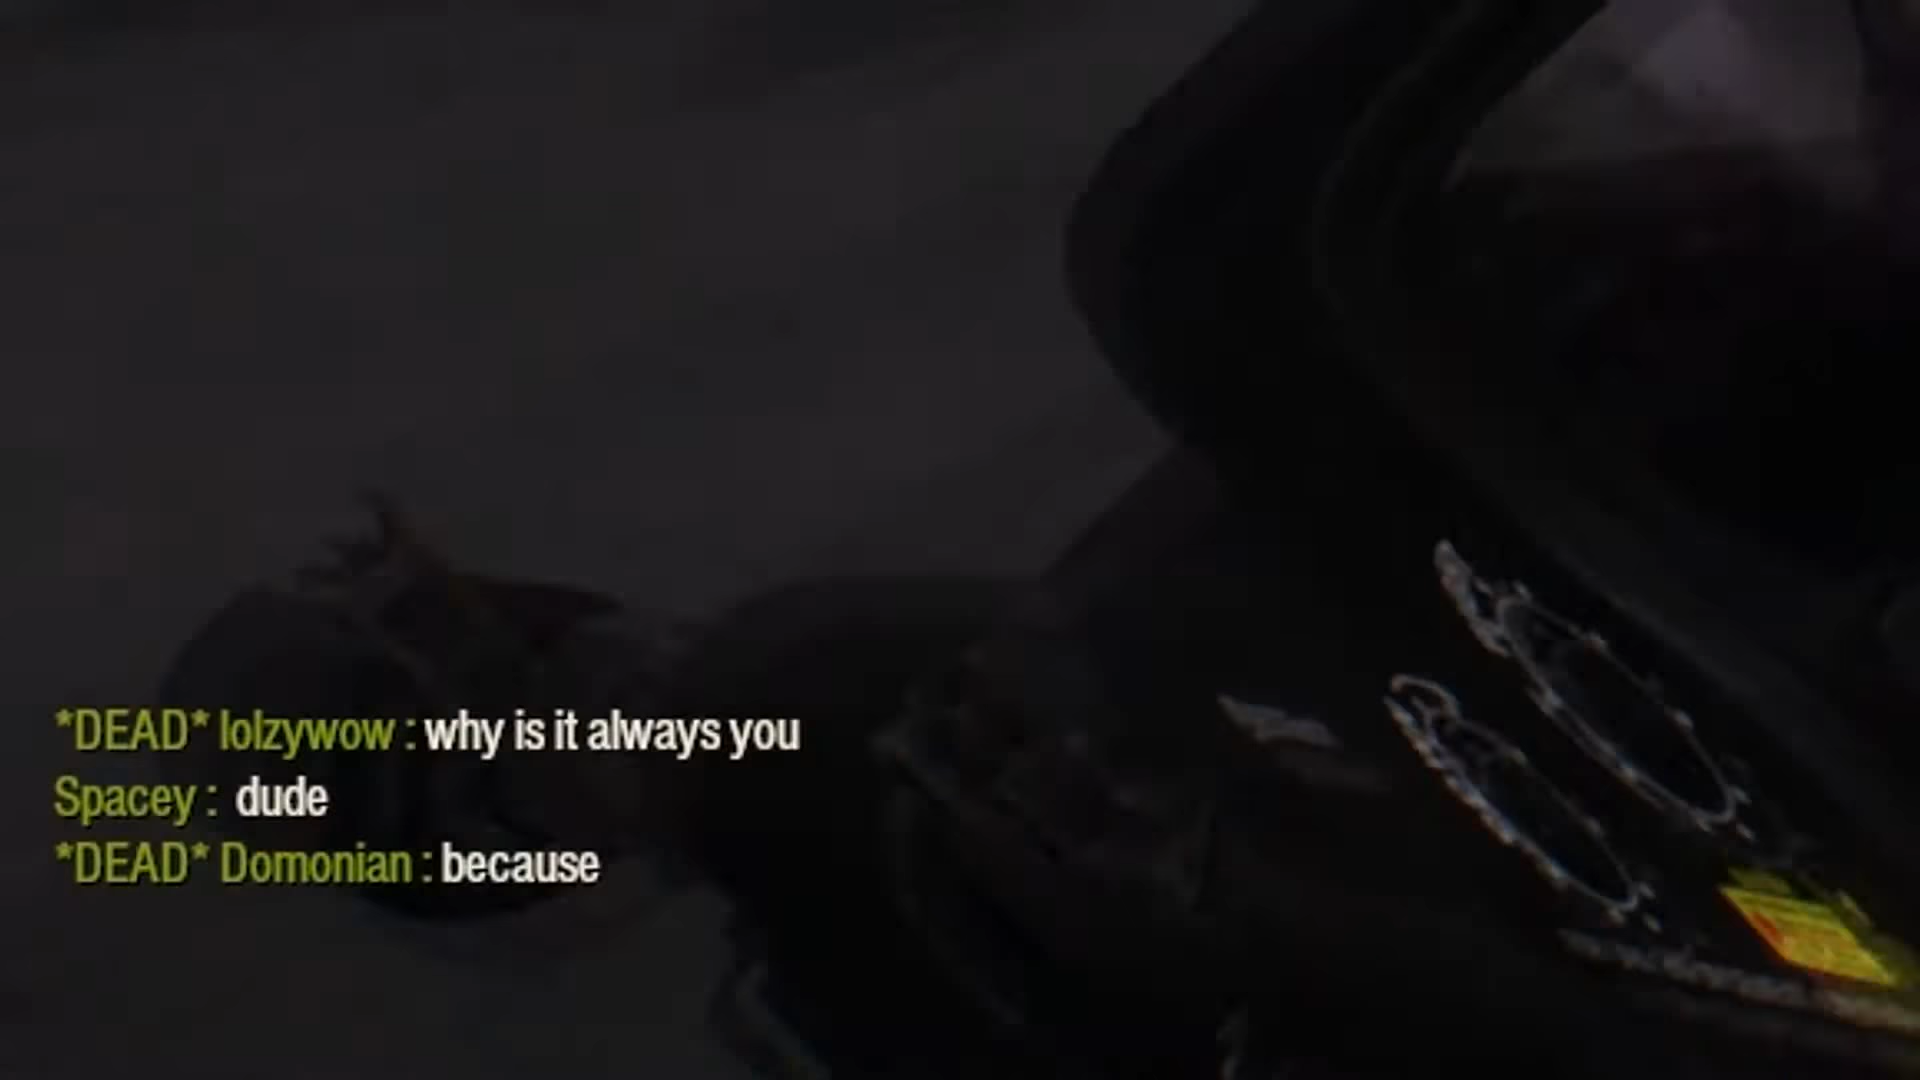 *DEAD* lolzywow : why is it always you
Spacey : dude
*DEAD* Domonian : because